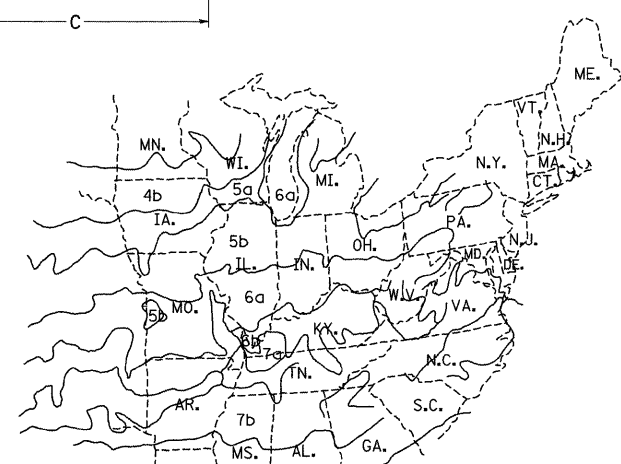 C
ME.
VT.
MN. WI. N.H.
N.Y. MA.
4b 5a 6a MI. CT.
IA. PA.
5b OH. N.J.
IL. IN. MD. DE.
6a W.V.
5b MO. VA.
KY.
6b 7a N.C.
TN.
AR. S.C.
7b
MS. AL. GA.